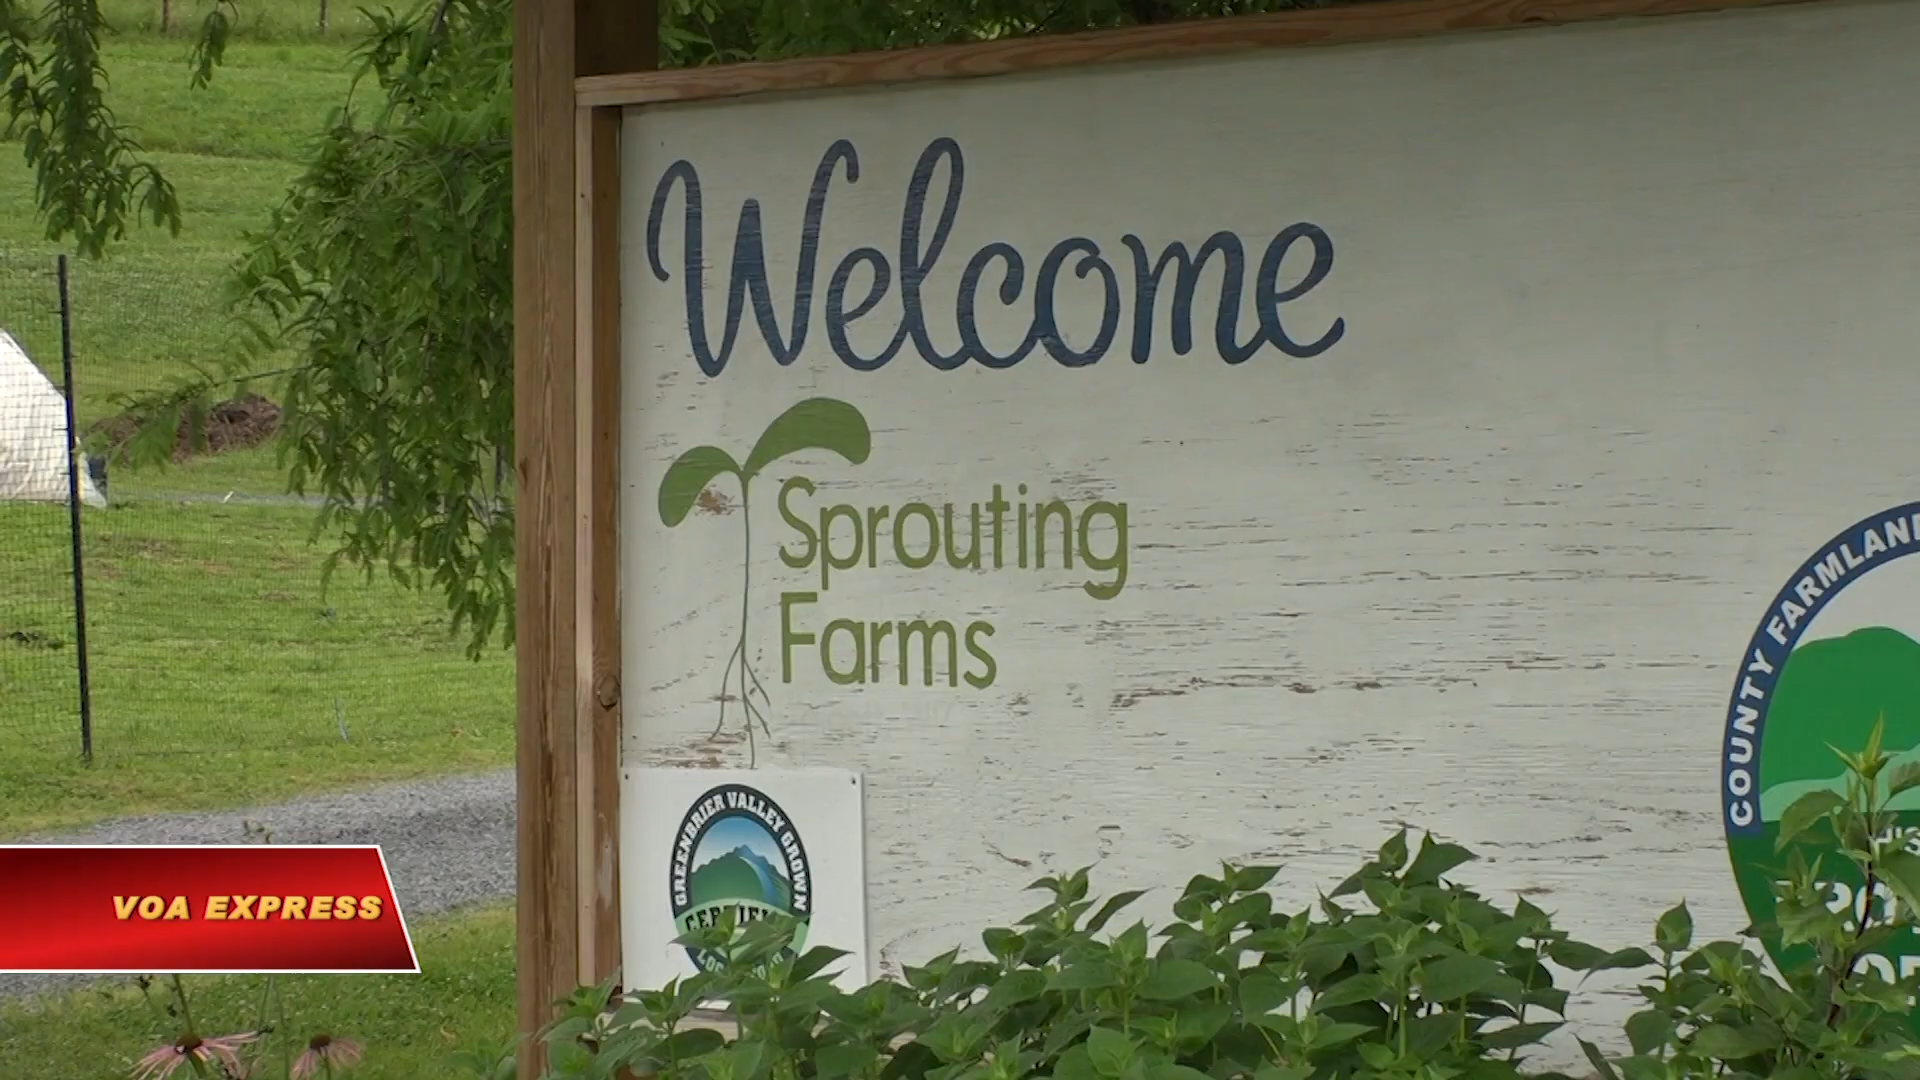 Welcome
Sprouting
Farms
GREENBRIER VALLEY GROWN
COUNTY FARMLAND
VOA EXPRESS